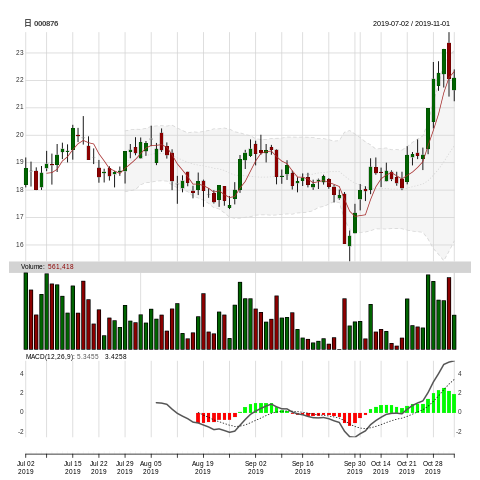 日 000876 2019-07-02 / 2019-11-01
23
22
21
20
19
18
17
16
Volume: 561,418
MACD(12,26,9): 5.3455 3.4258
4 4
2 2
0 0
-2 -2
Jul 02 Jul 15 Jul 22 Jul 29 Aug 05 Aug 19 Sep 02 Sep 16 Sep 30 Oct 14 Oct 21 Oct 28
2019 2019 2019 2019 2019 2019 2019 2019 2019 2019 2019 2019